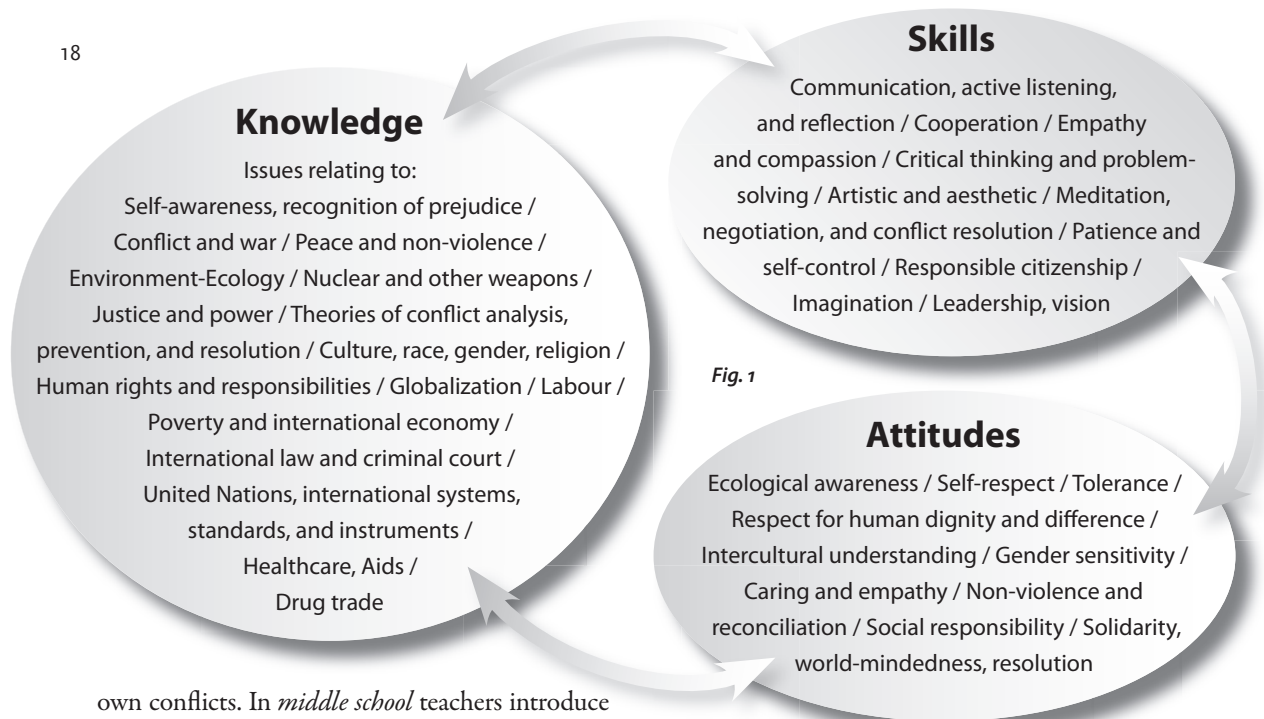 18
Knowledge
Issues relating to:
Self-awareness, recognition of prejudice /
Conflict and war / Peace and non-violence /
Environment-Ecology / Nuclear and other weapons /
Justice and power / Theories of conflict analysis,
prevention, and resolution / Culture, race, gender, religion /
Human rights and responsibilities / Globalization / Labour /
Poverty and international economy /
International law and criminal court /
United Nations, international systems,
standards, and instruments /
Healthcare, Aids /
Drug trade
Skills
Communication, active listening,
and reflection / Cooperation / Empathy
and compassion / Critical thinking and problem-
solving / Artistic and aesthetic / Meditation,
negotiation, and conflict resolution / Patience and
self-control / Responsible citizenship /
Imagination / Leadership, vision
Fig. 1
Attitudes
Ecological awareness / Self-respect / Tolerance /
Respect for human dignity and difference /
Intercultural understanding / Gender sensitivity /
Caring and empathy / Non-violence and
reconciliation / Social responsibility / Solidarity,
world-mindedness, resolution
own conflicts. In middle school teachers introduce